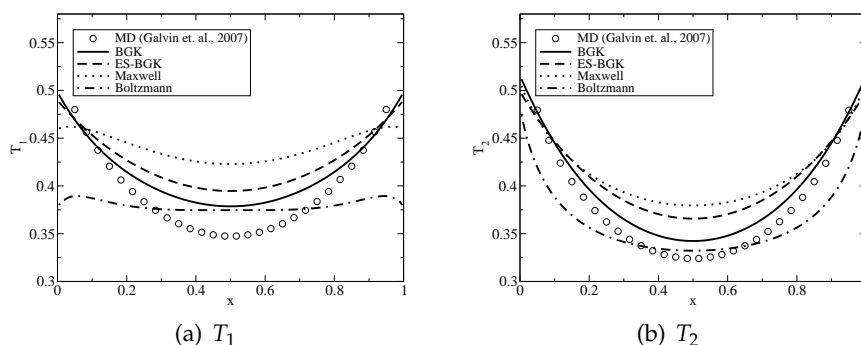 0.55
0.5
0.45
T1
0.4
0.35
0.3
0 0.2 0.4 0.6 0.8 1
x
MD (Galvin et. al., 2007)
BGK
ES-BGK
Maxwell
Boltzmann
(a) T1
0.55
0.5
0.45
T2
0.4
0.35
0.3
0 0.2 0.4 0.6 0.8
x
MD (Galvin et. al., 2007)
BGK
ES-BGK
Maxwell
Boltzmann
(b) T2